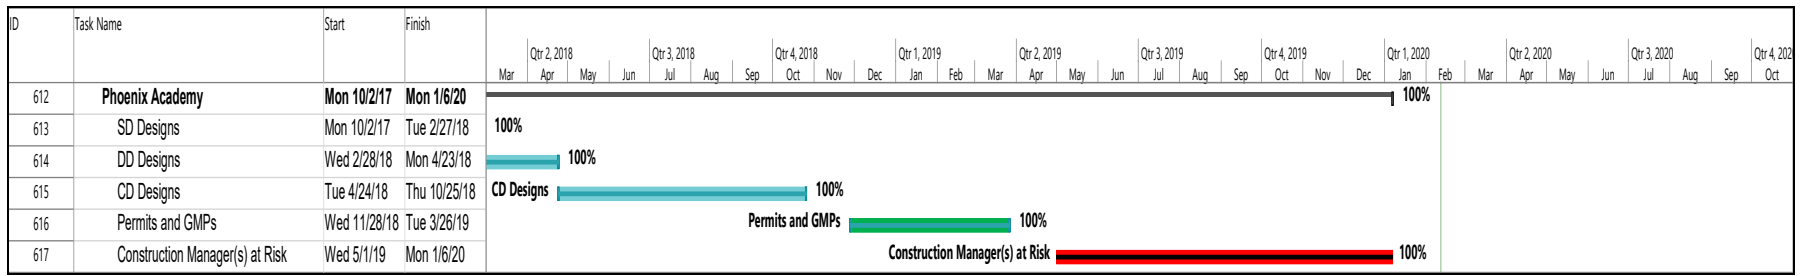 ID Task Name Start Finish
Qtr 2, 2018 Qtr 3, 2018 Qtr 4, 2018 Qtr 1, 2019 Qtr 2, 2019 Qtr 3, 2019 Qtr 4, 2019 Qtr 1, 2020 Qtr 2, 2020 Qtr 3, 2020 Qtr 4, 202
Mar Apr May Jun Jul Aug Sep Oct Nov Dec Jan Feb Mar Apr May Jun Jul Aug Sep Oct Nov Dec Jan Feb Mar Apr May Jun Jul Aug Sep Oct
612 Phoenix Academy Mon 10/2/17 Mon 1/6/20 100%
613 SD Designs Mon 10/2/17 Tue 2/27/18 100%
614 DD Designs Wed 2/28/18 Mon 4/23/18 100%
615 CD Designs Tue 4/24/18 Thu 10/25/18 CD Designs 100%
616 Permits and GMPs Wed 11/28/18 Tue 3/26/19 Permits and GMPs 100%
617 Construction Manager(s) at Risk Wed 5/1/19 Mon 1/6/20 Construction Manager(s) at Risk 100%